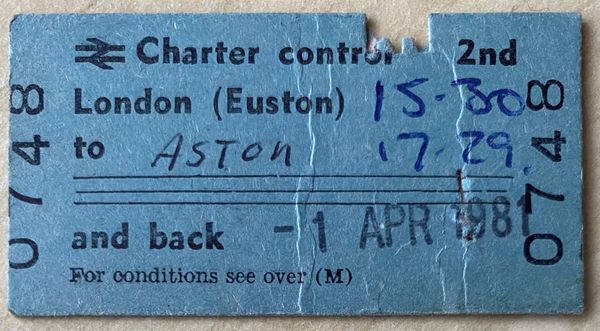 Charter control 2nd
London (Euston) 15-30
to ASTON 17-29.
and back -1 APR 1981
For conditions see over (M)
0748
0748